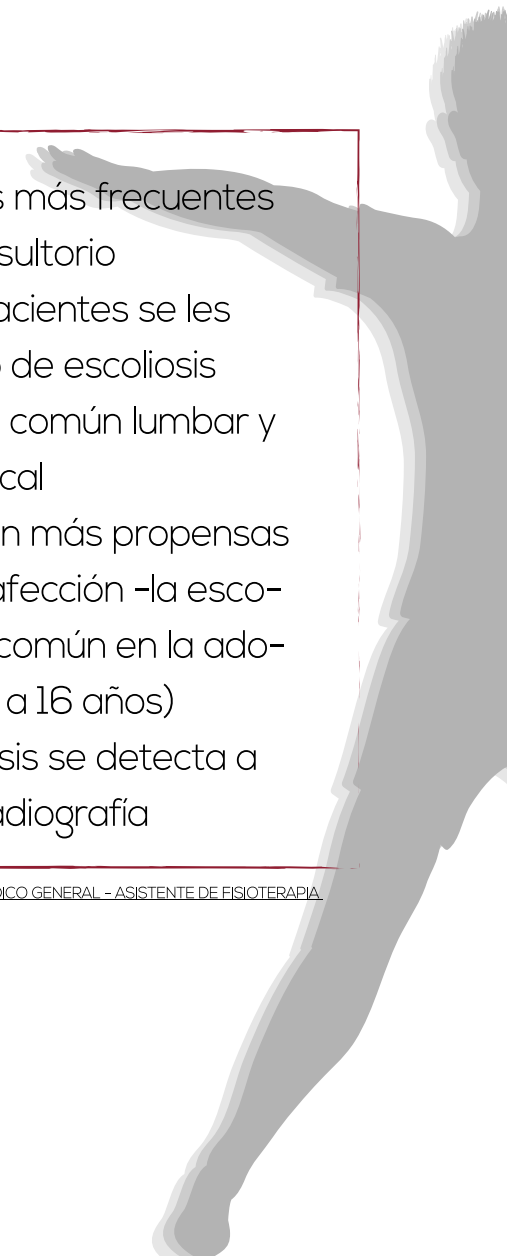 s más frecuentes
sultorio
acientes se les
o de escoliosis
común lumbar y
cal
n más propensas
afección -la esco-
común en la ado-
a 16 años)
sis se detecta a
adiografía
DICO GENERAL - ASISTENTE DE FISIOTERAPIA